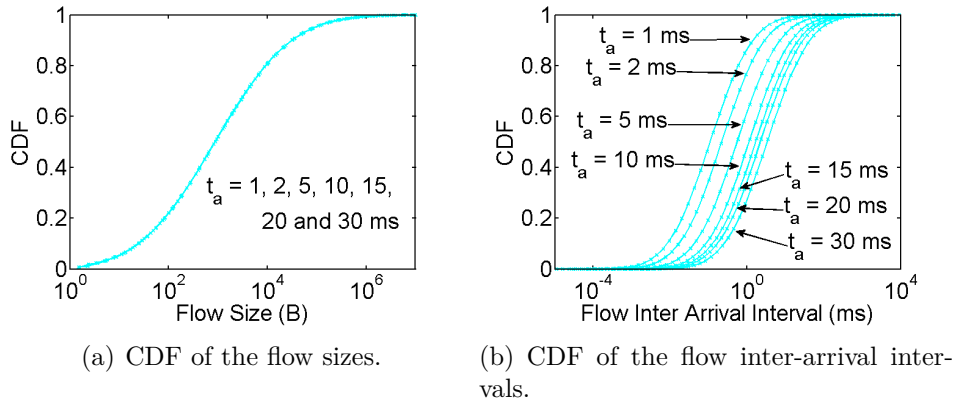 1
0.8
0.6
0.4
0.2
0
CDF
t_a = 1, 2, 5, 10, 15,
20 and 30 ms
10^0
10^2
10^4
10^6
Flow Size (B)
(a) CDF of the flow sizes.
1
0.8
0.6
0.4
0.2
0
CDF
t_a = 1 ms
t_a = 2 ms
t_a = 5 ms
t_a = 10 ms
t_a = 15 ms
t_a = 20 ms
t_a = 30 ms
10^-4
10^0
10^4
Flow Inter Arrival Interval (ms)
(b) CDF of the flow inter-arrival inter-
vals.